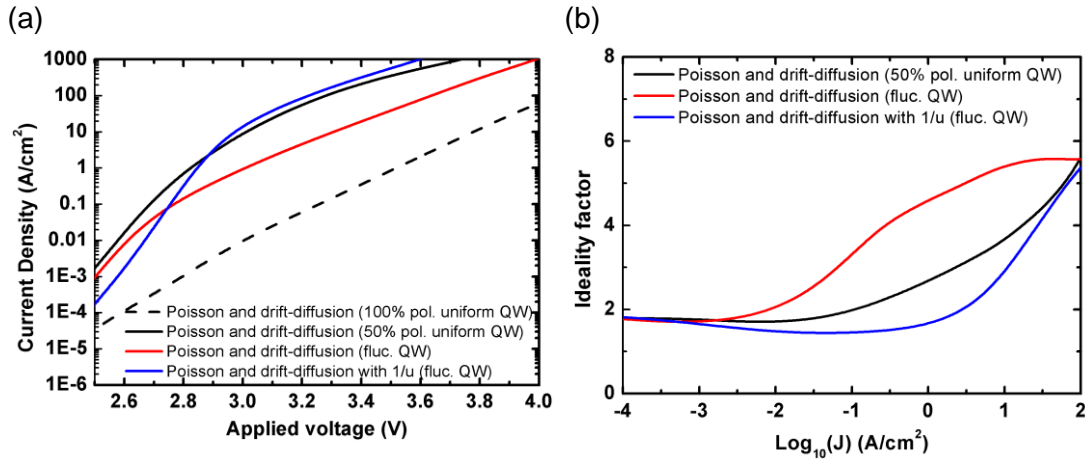 (a)
1000
100
10
1
0.1
0.01
1E-3
1E-4
1E-5
1E-6
Current Density (A/cm²)
Poisson and drift-diffusion (100% pol. uniform QW)
Poisson and drift-diffusion (50% pol. uniform QW)
Poisson and drift-diffusion (fluc. QW)
Poisson and drift-diffusion with 1/u (fluc. QW)
2.6 2.8 3.0 3.2 3.4 3.6 3.8 4.0
Applied voltage (V)
(b)
8
6
4
2
0
Ideality factor
Poisson and drift-diffusion (50% pol. uniform QW)
Poisson and drift-diffusion (fluc. QW)
Poisson and drift-diffusion with 1/u (fluc. QW)
-4 -3 -2 -1 0 1 2
Log₁₀(J) (A/cm²)